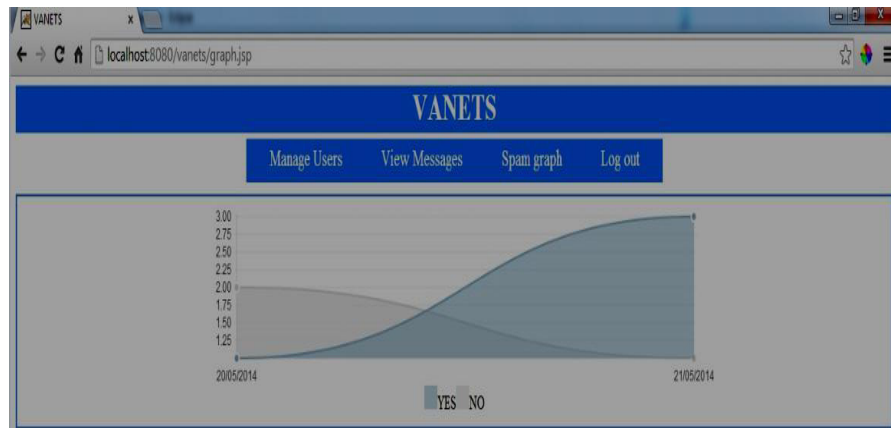 VANETS x
localhost:8080/vanets/graph.jsp
VANETS
Manage Users View Messages Spam graph Log out
3.00
2.75
2.50
2.25
2.00
1.75
1.50
1.25
20/05/2014 21/05/2014
YES NO